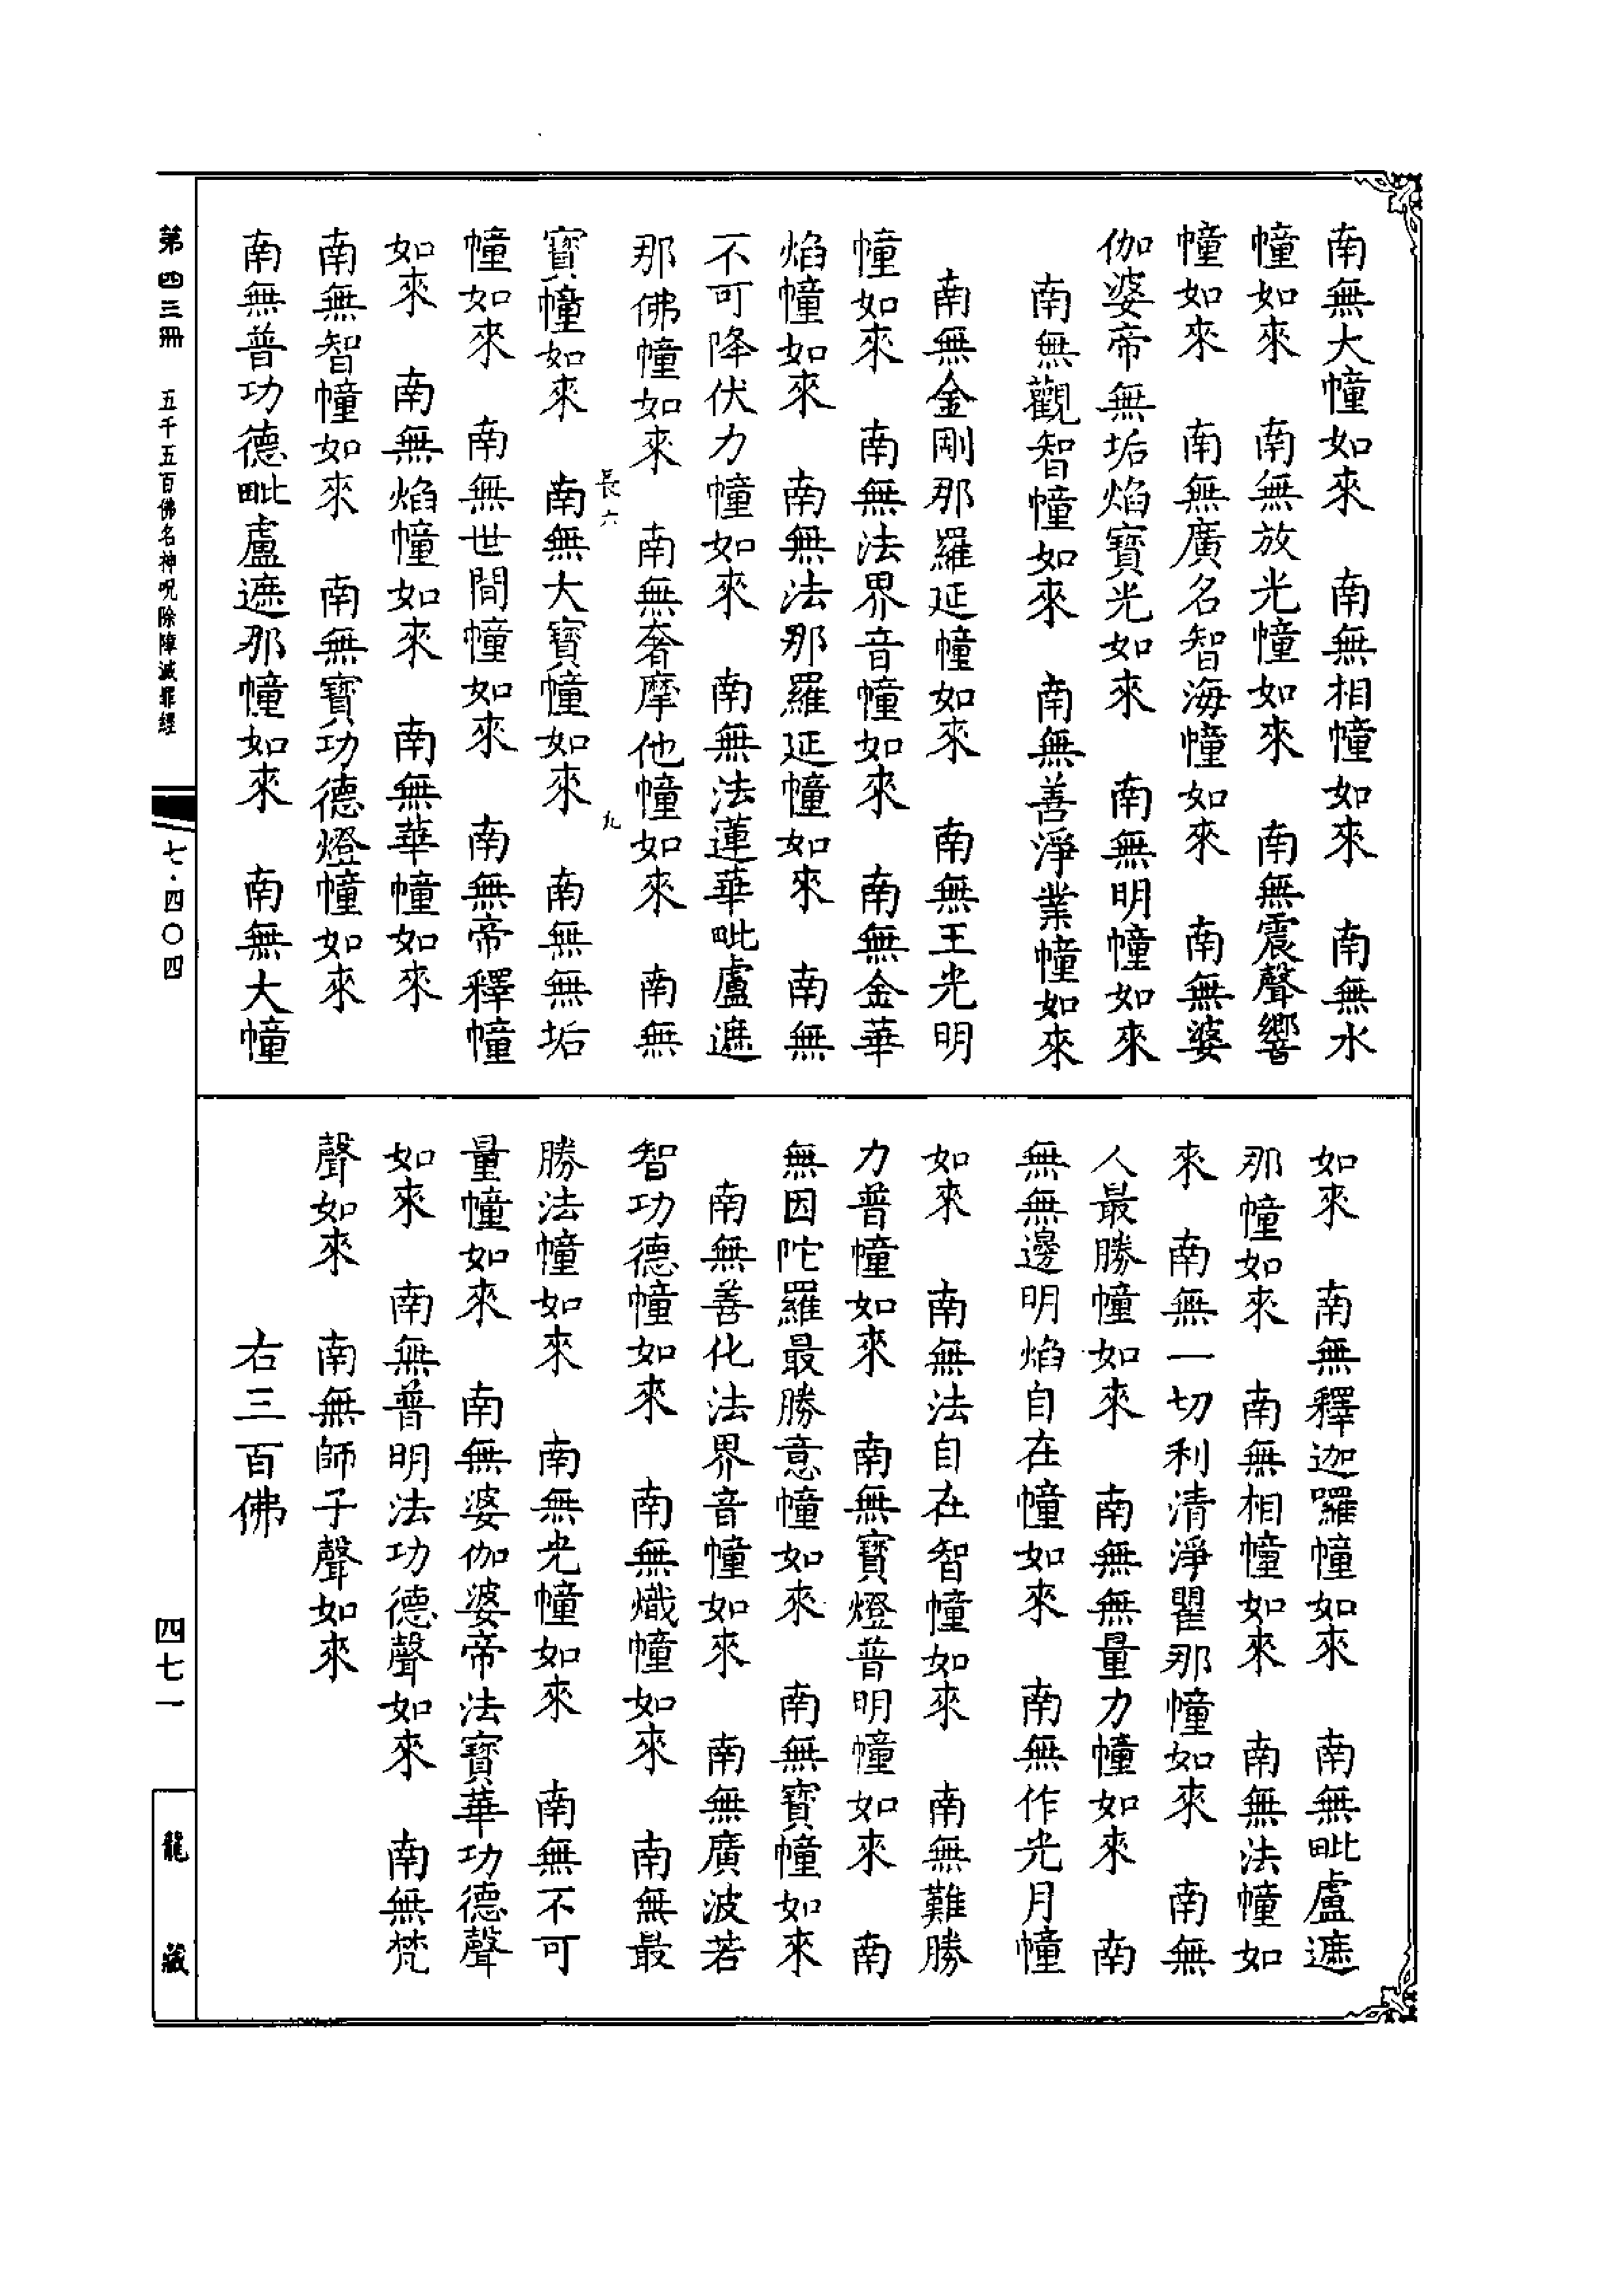 南無大幢如來　南無相幢如來　南無水
幢如來　南無放光幢如來　南無震聲響
幢如來　南無廣名智海幢如來　南無婆
伽婆帝無垢焰寶光如來　南無明幢如來
南無觀智幢如來　南無善淨業幢如來
南無金剛那羅延幢如來　南無王光明
幢如來　南無法界音幢如來　南無金華
焰幢如來　南無法那羅延幢如來　南無
不可降伏力幢如來　南無法蓮華毗盧遮
那佛幢如來　南無奢摩他幢如來　南無
長六　九
寶幢如來　南無大寶幢如來　南無無垢
幢如來　南無世間幢如來　南無帝釋幢
如來　南無焰幢如來　南無華幢如來
南無智幢如來　南無寶功德燈幢如來
南無普功德毗盧遮那幢如來　南無大幢
如來　南無釋迦囉幢如來　南無毗盧遮
那幢如來　南無相幢如來　南無法幢如
來　南無一切利清淨瞿那幢如來　南無
人最勝幢如來　南無無量力幢如來　南
無無邊明焰自在幢如來　南無作光月幢
如來　南無法自在智幢如來　南無難勝
力普幢如來　南無寶燈普明幢如來　南
無因陀羅最勝意幢如來　南無寶幢如來
南無善化法界音幢如來　南無廣波若
智功德幢如來　南無熾幢如來　南無最
勝法幢如來　南無光幢如來　南無不可
量幢如來　南無婆伽婆帝法寶華功德聲
如來　南無普明法功德聲如來　南無梵
聲如來　南無師子聲如來
右三百佛
第四三冊　五千五百佛名神呪除障滅罪經　七·四〇四　四七一　龍藏